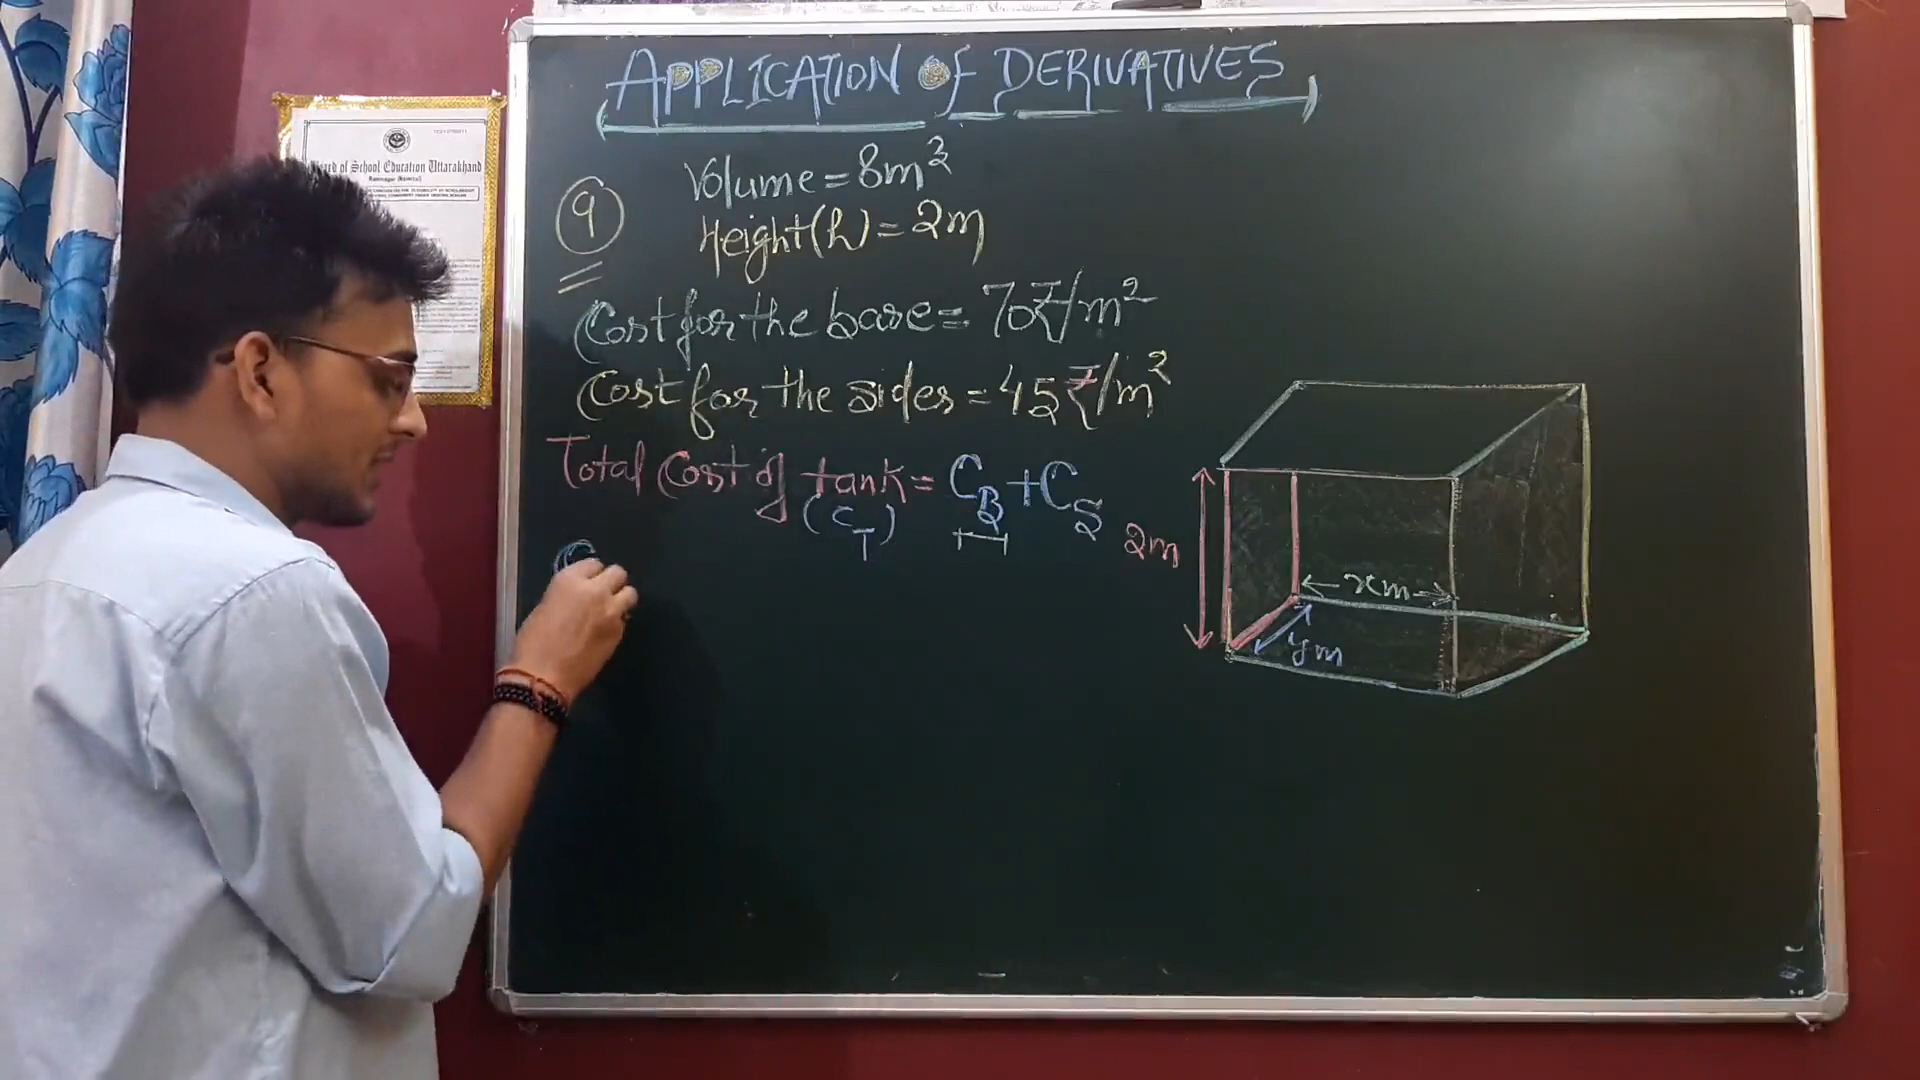 APPLICATION OF DERIVATIVES
9
Volume = 8m³
Height (h) = 2m
Cost for the base = 70₹/m²
Cost for the sides = 45₹/m²
Total Cost of tank = C_B + C_S
(C_T)
2m
xm
ym
Board of School Education Uttarakhand